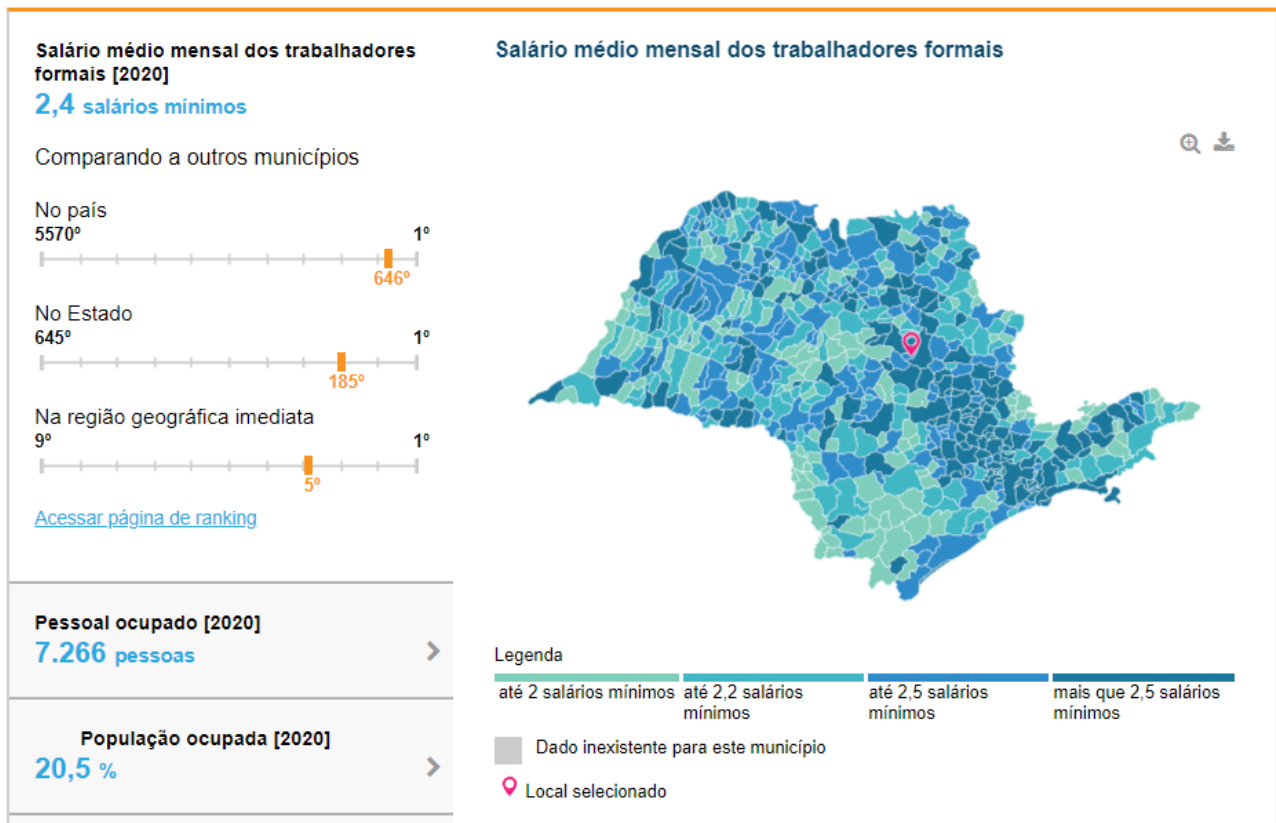 Salário médio mensal dos trabalhadores
formais [2020]
2,4 salários mínimos
Comparando a outros municípios
No país
5570º 1º
646º
No Estado
645º 1º
185º
Na região geográfica imediata
9º 1º
5º
Acessar página de ranking
Pessoal ocupado [2020]
7.266 pessoas
População ocupada [2020]
20,5 %
Salário médio mensal dos trabalhadores formais
Legenda
até 2 salários mínimos
até 2,2 salários
mínimos
até 2,5 salários
mínimos
mais que 2,5 salários
mínimos
Dado inexistente para este município
Local selecionado